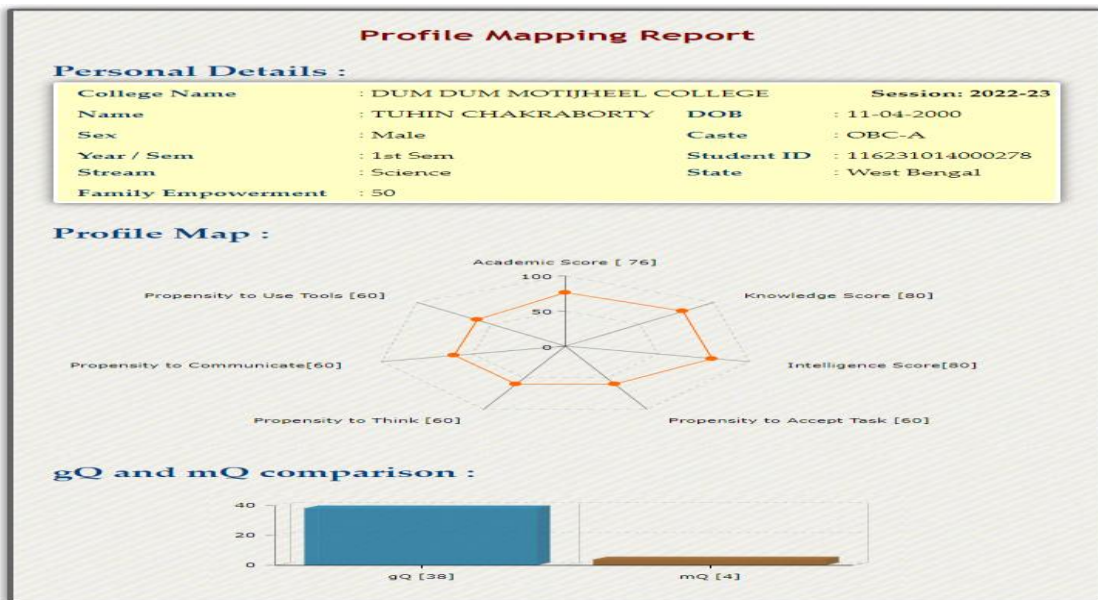 Profile Mapping Report
Personal Details :
College Name : DUM DUM MOTIJHEEL COLLEGE Session: 2022-23
Name : TUHIN CHAKRABORTY DOB : 11-04-2000
Sex : Male Caste : OBC-A
Year / Sem : 1st Sem Student ID : 116231014000278
Stream : Science State : West Bengal
Family Empowerment : 50
Profile Map :
Academic Score [ 76]
100
Propensity to Use Tools [60] Knowledge Score [80]
50
0
Propensity to Communicate[60] Intelligence Score[80]
Propensity to Think [60] Propensity to Accept Task [60]
gQ and mQ comparison :
40
20
0
gQ [38] mQ [4]